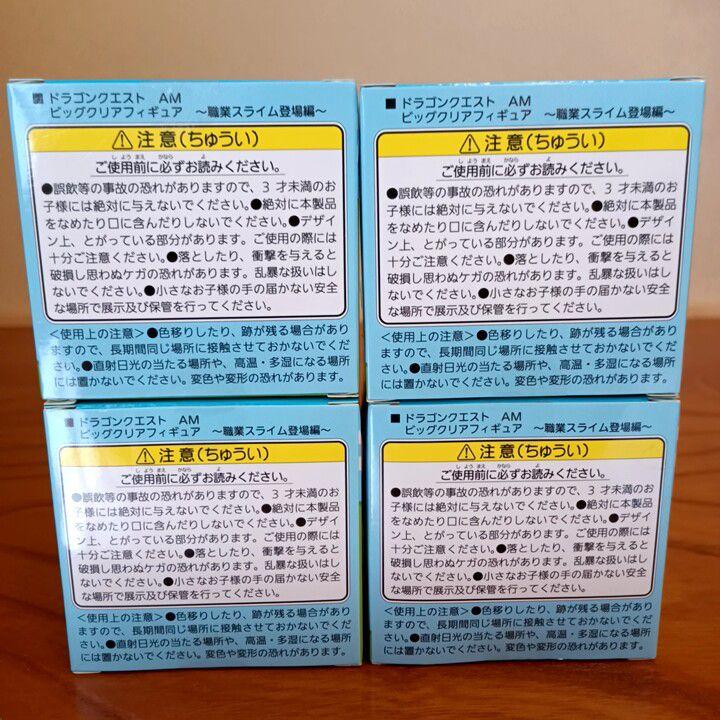 ■ ドラゴンクエスト AM
ビッグクリアフィギュア ～職業スライム登場編～
⚠ 注意(ちゅうい)
ご使用前に必ずお読みください。
●誤飲等の事故の恐れがありますので、3才未満のお
子様には絶対に与えないでください。●絶対に本製品
をなめたり口に含んだりしないでください。●デザイ
ン上、とがっている部分があります。ご使用の際には
十分ご注意ください。●落としたり、衝撃を与えると
破損し思わぬケガの恐れがあります。乱暴な扱いはし
ないでください。●小さなお子様の手の届かない安全
な場所で展示及び保管を行ってください。
<使用上の注意>●色移りしたり、跡が残る場合があり
ますので、長期間同じ場所に接触させておかないでください。
●直射日光の当たる場所や、高温・多湿になる場所
には置かないでください。変色や変形の恐れがあります。
■ ドラゴンクエスト AM
ビッグクリアフィギュア ～職業スライム登場編～
⚠ 注意(ちゅうい)
ご使用前に必ずお読みください。
●誤飲等の事故の恐れがありますので、3才未満のお
子様には絶対に与えないでください。●絶対に本製品
をなめたり口に含んだりしないでください。●デザイ
ン上、とがっている部分があります。ご使用の際には
十分ご注意ください。●落としたり、衝撃を与えると
破損し思わぬケガの恐れがあります。乱暴な扱いはし
ないでください。●小さなお子様の手の届かない安全
な場所で展示及び保管を行ってください。
<使用上の注意>●色移りしたり、跡が残る場合があり
ますので、長期間同じ場所に接触させておかないでください。
●直射日光の当たる場所や、高温・多湿になる場所
には置かないでください。変色や変形の恐れがあります。
■ ドラゴンクエスト AM
ビッグクリアフィギュア ～職業スライム登場編～
⚠ 注意(ちゅうい)
ご使用前に必ずお読みください。
●誤飲等の事故の恐れがありますので、3才未満のお
子様には絶対に与えないでください。●絶対に本製品
をなめたり口に含んだりしないでください。●デザイ
ン上、とがっている部分があります。ご使用の際には
十分ご注意ください。●落としたり、衝撃を与えると
破損し思わぬケガの恐れがあります。乱暴な扱いはし
ないでください。●小さなお子様の手の届かない安全
な場所で展示及び保管を行ってください。
<使用上の注意>●色移りしたり、跡が残る場合があり
ますので、長期間同じ場所に接触させておかないでください。
●直射日光の当たる場所や、高温・多湿になる場所
には置かないでください。変色や変形の恐れがあります。
■ ドラゴンクエスト AM
ビッグクリアフィギュア ～職業スライム登場編～
⚠ 注意(ちゅうい)
ご使用前に必ずお読みください。
●誤飲等の事故の恐れがありますので、3才未満のお
子様には絶対に与えないでください。●絶対に本製品
をなめたり口に含んだりしないでください。●デザイ
ン上、とがっている部分があります。ご使用の際には
十分ご注意ください。●落としたり、衝撃を与えると
破損し思わぬケガの恐れがあります。乱暴な扱いはし
ないでください。●小さなお子様の手の届かない安全
な場所で展示及び保管を行ってください。
<使用上の注意>●色移りしたり、跡が残る場合があり
ますので、長期間同じ場所に接触させておかないでください。
●直射日光の当たる場所や、高温・多湿になる場所
には置かないでください。変色や変形の恐れがあります。